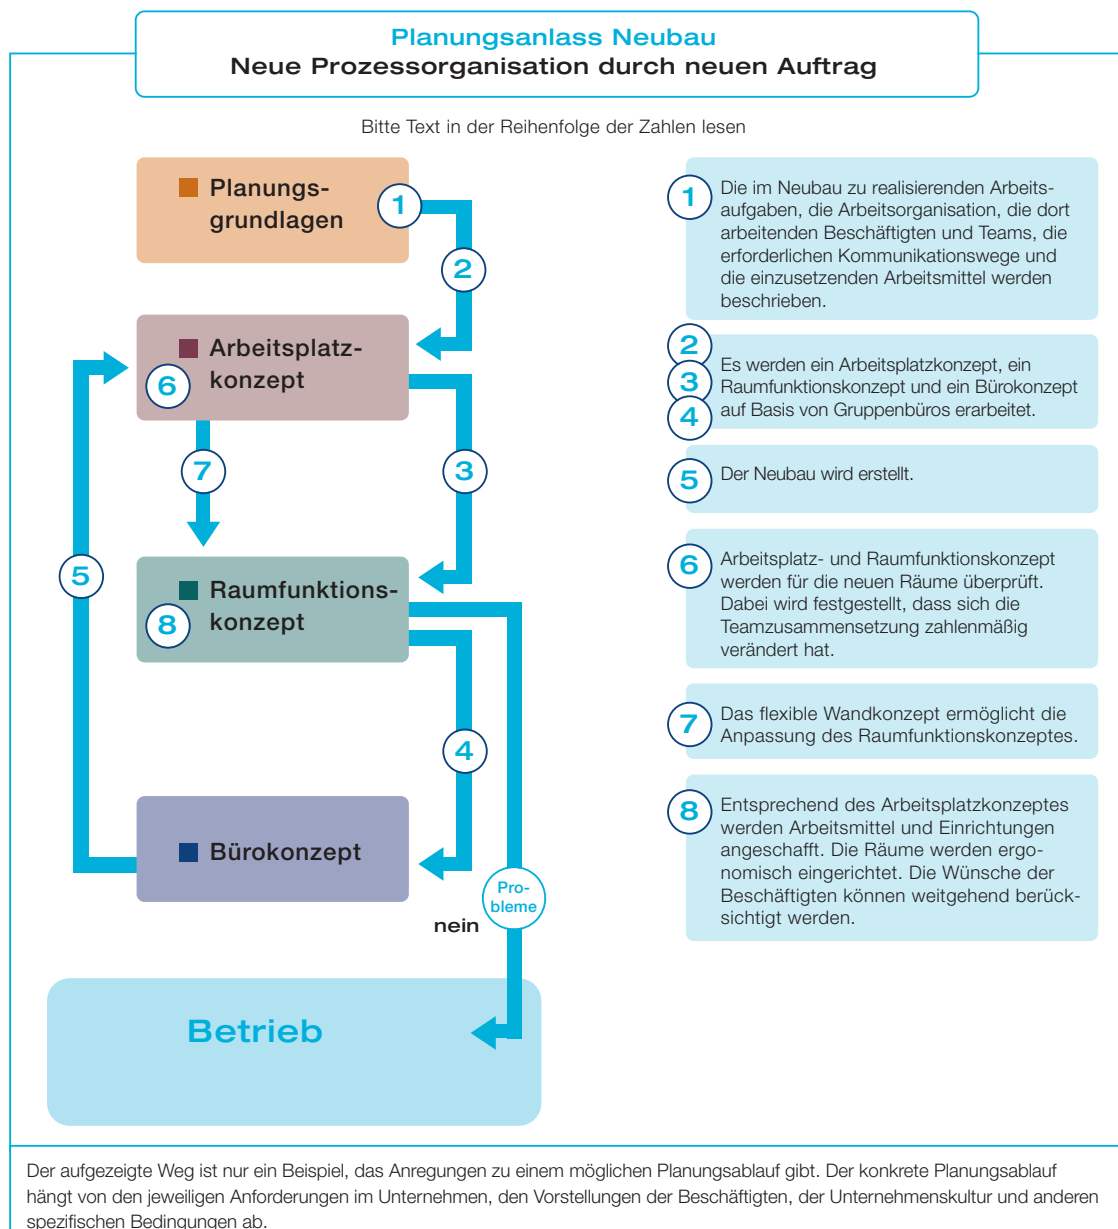 Planungsanlass Neubau
Neue Prozessorganisation durch neuen Auftrag
Bitte Text in der Reihenfolge der Zahlen lesen
Planungs-
grundlagen
1
2
Arbeitsplatz-
konzept
6
7
3
5
Raumfunktions-
konzept
8
4
Bürokonzept
Pro-
bleme
nein
Betrieb
1
Die im Neubau zu realisierenden Arbeits-
aufgaben, die Arbeitsorganisation, die dort
arbeitenden Beschäftigten und Teams, die
erforderlichen Kommunikationswege und
die einzusetzenden Arbeitsmittel werden
beschrieben.
2
3
4
Es werden ein Arbeitsplatzkonzept, ein
Raumfunktionskonzept und ein Bürokonzept
auf Basis von Gruppenbüros erarbeitet.
5
Der Neubau wird erstellt.
6
Arbeitsplatz- und Raumfunktionskonzept
werden für die neuen Räume überprüft.
Dabei wird festgestellt, dass sich die
Teamzusammensetzung zahlenmäßig
verändert hat.
7
Das flexible Wandkonzept ermöglicht die
Anpassung des Raumfunktionskonzeptes.
8
Entsprechend des Arbeitsplatzkonzeptes
werden Arbeitsmittel und Einrichtungen
angeschafft. Die Räume werden ergo-
nomisch eingerichtet. Die Wünsche der
Beschäftigten können weitgehend berück-
sichtigt werden.
Der aufgezeigte Weg ist nur ein Beispiel, das Anregungen zu einem möglichen Planungsablauf gibt. Der konkrete Planungsablauf
hängt von den jeweiligen Anforderungen im Unternehmen, den Vorstellungen der Beschäftigten, der Unternehmenskultur und anderen
spezifischen Bedingungen ab.